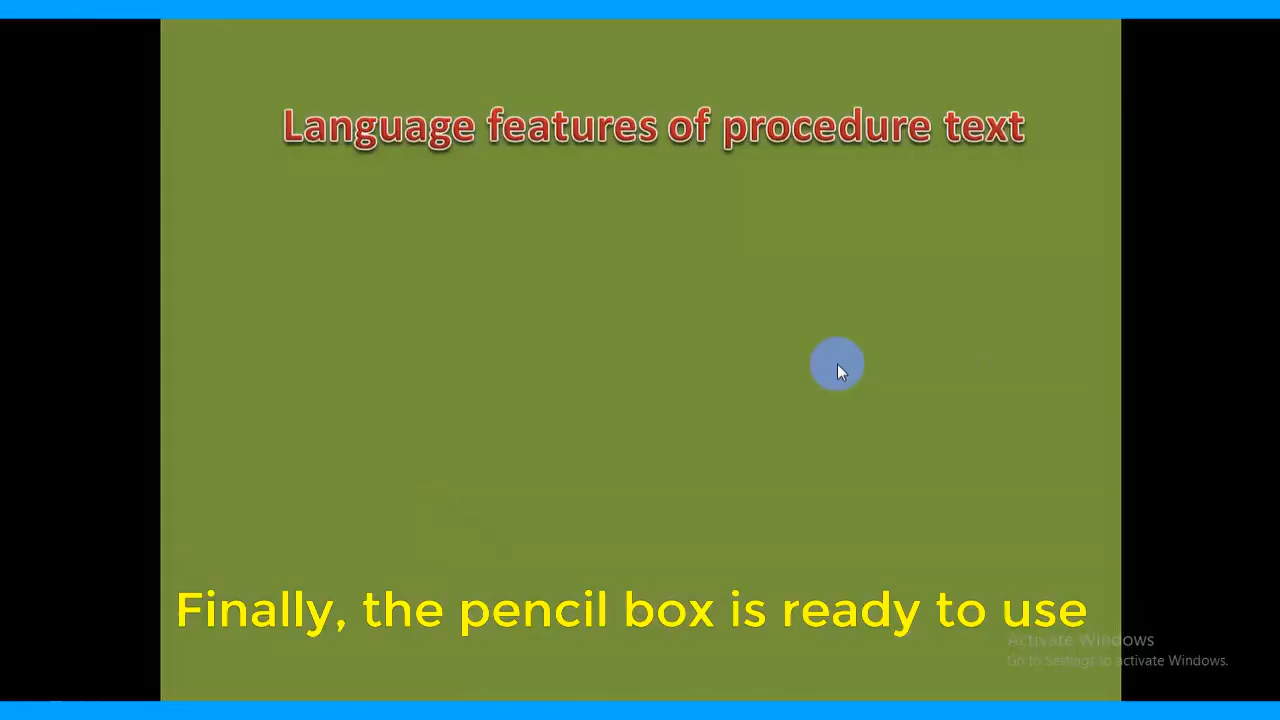 Language features of procedure text
Finally, the pencil box is ready to use
Activate Windows
Go to Settings to activate Windows.